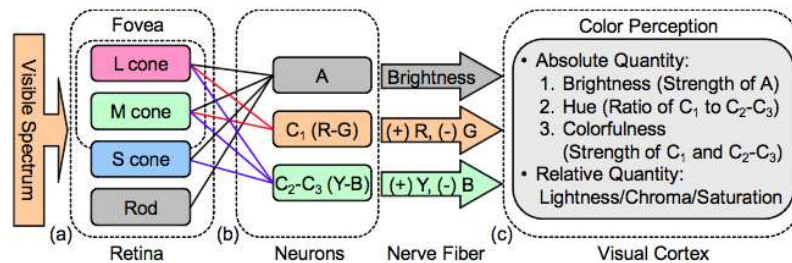 Visible Spectrum
(a)
Fovea
L cone
M cone
S cone
Rod
Retina
(b)
A
C₁ (R-G)
C₂-C₃ (Y-B)
Neurons
Brightness
(+) R, (-) G
(+) Y, (-) B
Nerve Fiber
(c)
Color Perception
• Absolute Quantity:
1. Brightness (Strength of A)
2. Hue (Ratio of C₁ to C₂-C₃)
3. Colorfulness
(Strength of C₁ and C₂-C₃)
• Relative Quantity:
Lightness/Chroma/Saturation
Visual Cortex